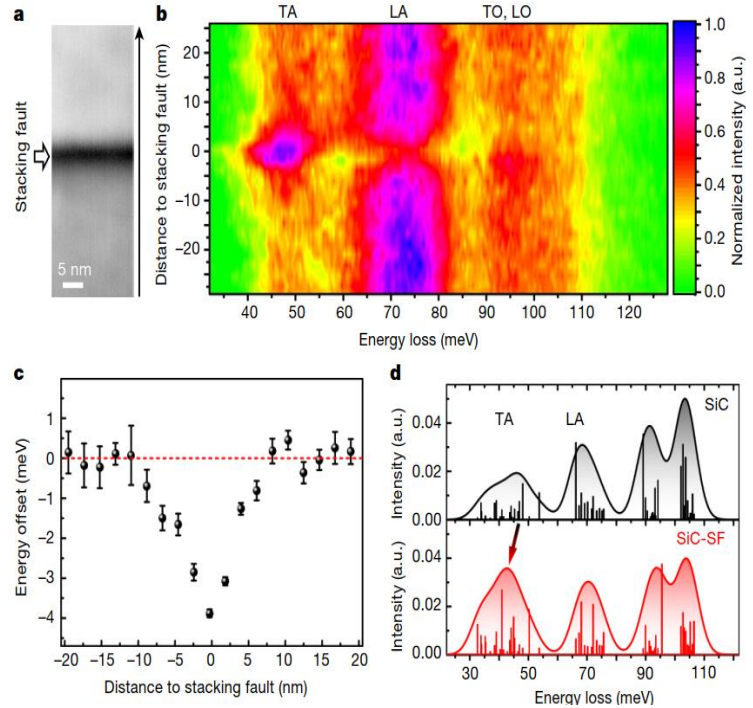 a
Stacking fault
5 nm
b
TA LA TO, LO
Distance to stacking fault (nm)
20
10
0
−10
−20
40 50 60 70 80 90 100 110 120
Energy loss (meV)
1.0
0.8
0.6
0.4
0.2
0.0
Normalized intensity (a.u.)
c
Energy offset (meV)
1
0
−1
−2
−3
−4
−20 −15 −10 −5 0 5 10 15 20
Distance to stacking fault (nm)
d
Intensity (a.u.)
0.04
0.02
0.00
TA LA
SiC
Intensity (a.u.)
0.04
0.02
0.00
SiC-SF
30 40 50 60 70 80 90 100 110
Energy loss (meV)